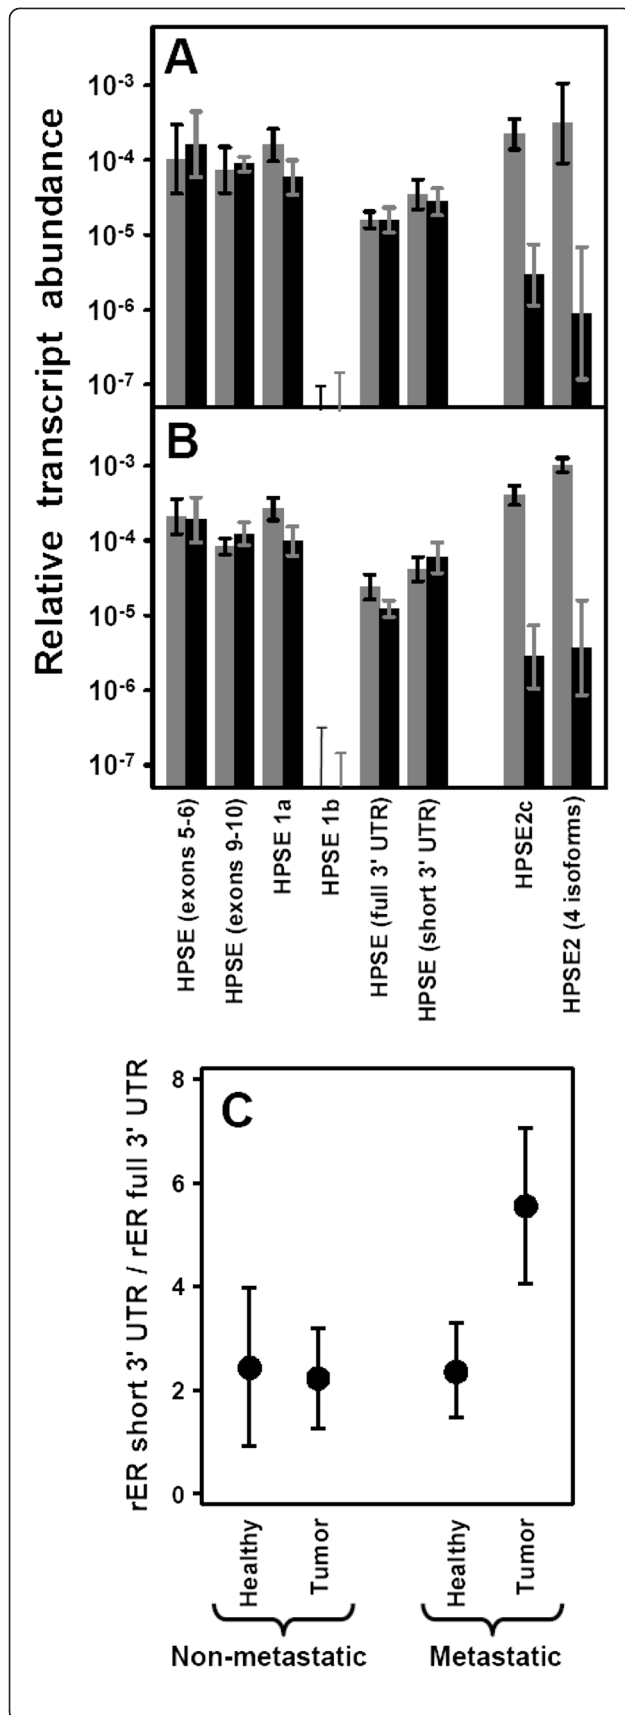 Relative transcript abundance
A
10-3
10-4
10-5
10-6
10-7
B
10-3
10-4
10-5
10-6
10-7
HPSE (exons 5-6)
HPSE (exons 9-10)
HPSE 1a
HPSE 1b
HPSE (full 3' UTR)
HPSE (short 3' UTR)
HPSE2c
HPSE2 (4 isoforms)
rER short 3' UTR / rER full 3' UTR
C
8
6
4
2
0
Healthy
Tumor
Healthy
Tumor
Non-metastatic
Metastatic